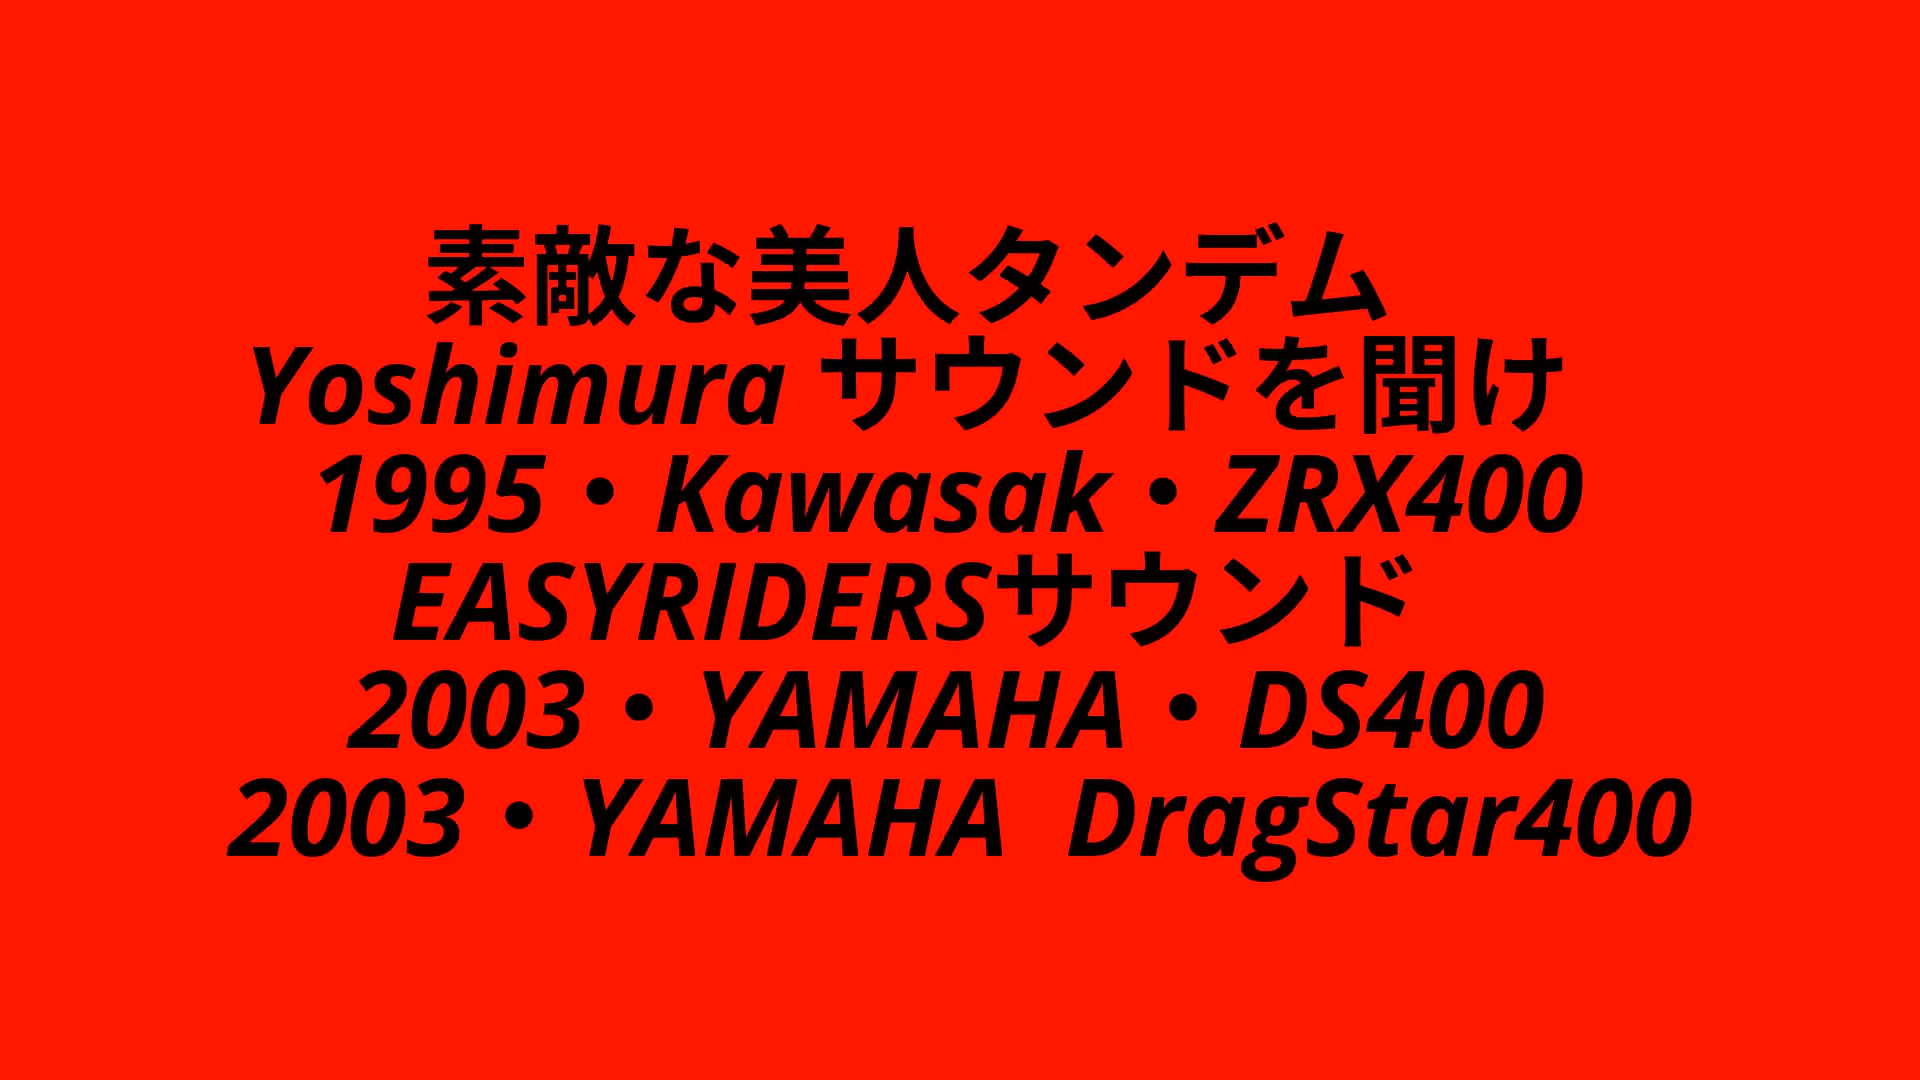 素敵な美人タンデム
Yoshimura サウンドを聞け
1995・Kawasak・ZRX400
EASYRIDERSサウンド
2003・YAMAHA・DS400
2003・YAMAHA DragStar400